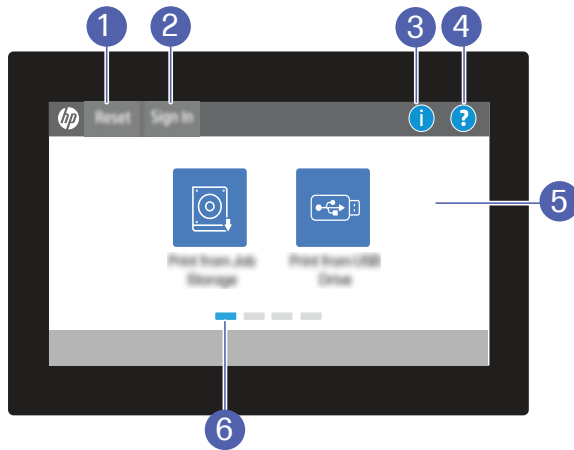 1
2
3
4
hp
Reset
Sign In
i
?
Print from Job
Storage
Print from USB
Drive
5
6